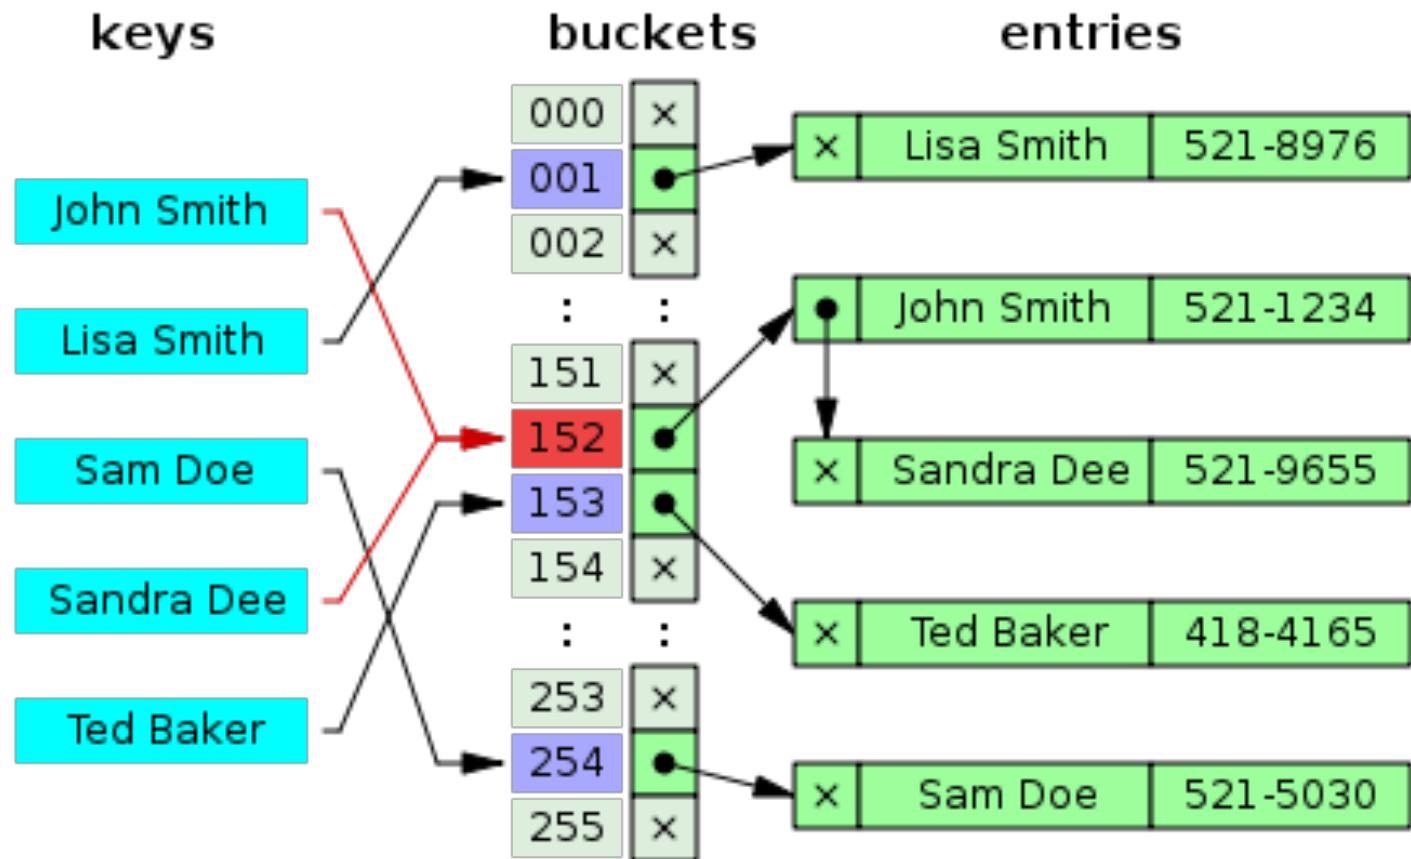 keys buckets entries
000 ×
× Lisa Smith 521-8976
001
John Smith
002 ×
: :
× John Smith 521-1234
Lisa Smith
151 ×
152
Sam Doe
× Sandra Dee 521-9655
153
154 ×
Sandra Dee
: :
× Ted Baker 418-4165
253 ×
Ted Baker
254
× Sam Doe 521-5030
255 ×